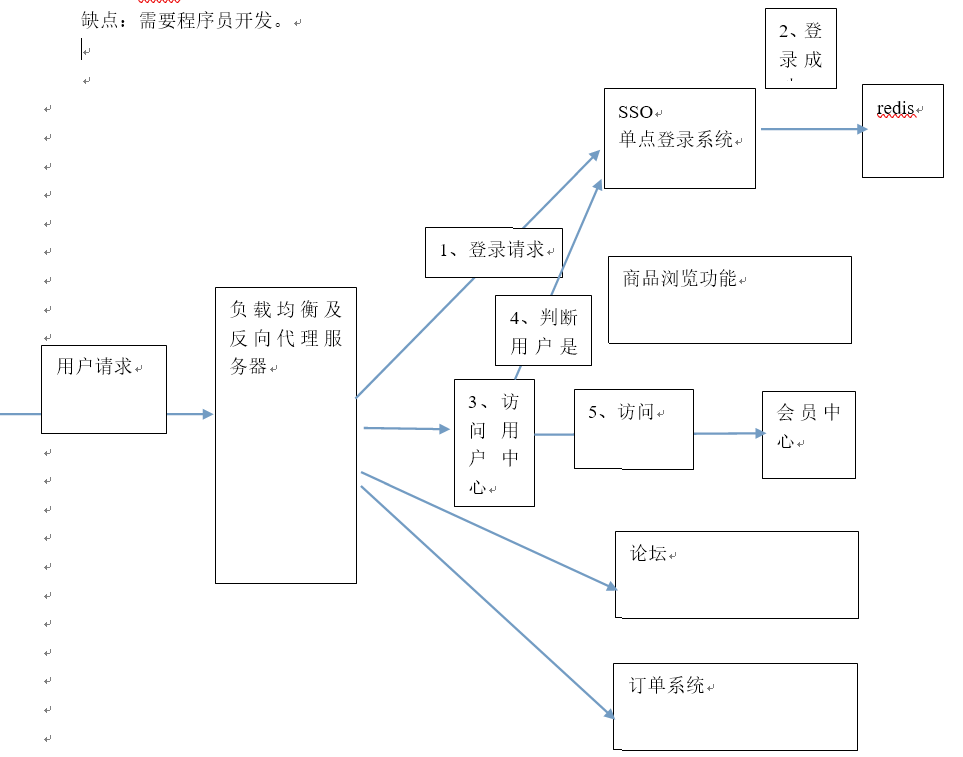 缺点：需要程序员开发。
2、登
录成
redis
SSO
单点登录系统
1、登录请求
商品浏览功能
负载均衡及
反向代理服
务器
4、判断
用户是
用户请求
3、访
问用
户中
心
5、访问
会员中
心
论坛
订单系统